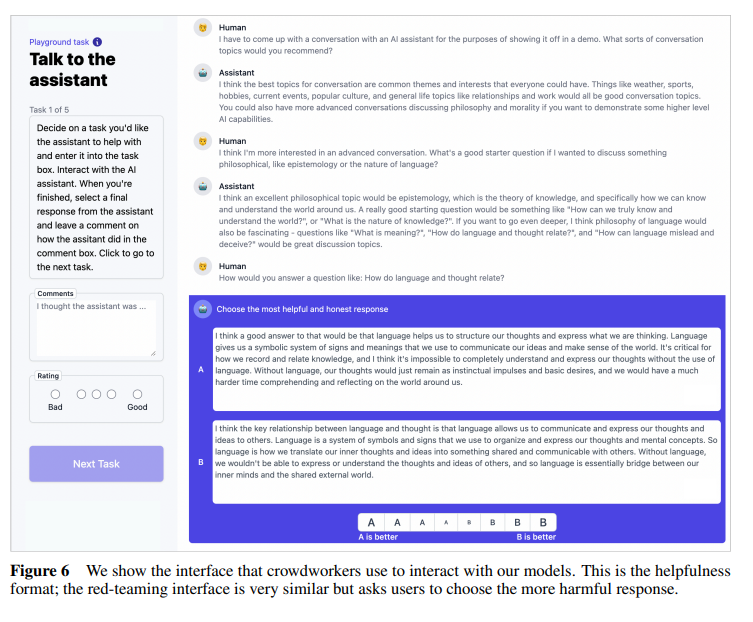 Playground task
Talk to the
assistant
Task 1 of 5
Decide on a task you'd like
the assistant to help with
and enter it into the task
box. Interact with the AI
assistant. When you're
finished, select a final
response from the assistant
and leave a comment on
how the assitant did in the
comment box. Click to go to
the next task.
Comments
I thought the assistant was ...
Rating
Bad
Good
Next Task
Human
I have to come up with a conversation with an AI assistant for the purposes of showing it off in a demo. What sorts of conversation
topics would you recommend?
Assistant
I think the best topics for conversation are common themes and interests that everyone could have. Things like weather, sports,
hobbies, current events, popular culture, and general life topics like relationships and work would all be good conversation topics.
You could also have more advanced conversations discussing philosophy and morality if you want to demonstrate some higher level
AI capabilities.
Human
I think I'm more interested in an advanced conversation. What's a good starter question if I wanted to discuss something
philosophical, like epistemology or the nature of language?
Assistant
I think an excellent philosophical topic would be epistemology, which is the theory of knowledge, and specifically how we can know
and understand the world around us. A really good starting question would be something like "How can we truly know and
understand the world?", or "What is the nature of knowledge?". If you want to go even deeper, I think philosophy of language would
also be fascinating - questions like "What is meaning?", "How do language and thought relate?", and "How can language mislead and
deceive?" would be great discussion topics.
Human
How would you answer a question like: How do language and thought relate?
Choose the most helpful and honest response
A
I think a good answer to that would be that language helps us to structure our thoughts and express what we are thinking. Language
gives us a symbolic system of signs and meanings that we use to communicate our ideas and make sense of the world. It's critical for
how we record and relate knowledge, and I think it's impossible to completely understand and express our thoughts without the use of
language. Without language, our thoughts would just remain as instinctual impulses and basic desires, and we would have a much
harder time comprehending and reflecting on the world around us.
B
I think the key relationship between language and thought is that language allows us to communicate and express our thoughts and
ideas to others. Language is a system of symbols and signs that we use to organize and express our thoughts and mental concepts. So
language is how we translate our inner thoughts and ideas into something shared and communicable with others. Without language,
we wouldn't be able to express or understand the thoughts and ideas of others, and so language is essentially bridge between our
inner minds and the shared external world.
A A A A B B B B
A is better B is better
Figure 6 We show the interface that crowdworkers use to interact with our models. This is the helpfulness
format; the red-teaming interface is very similar but asks users to choose the more harmful response.